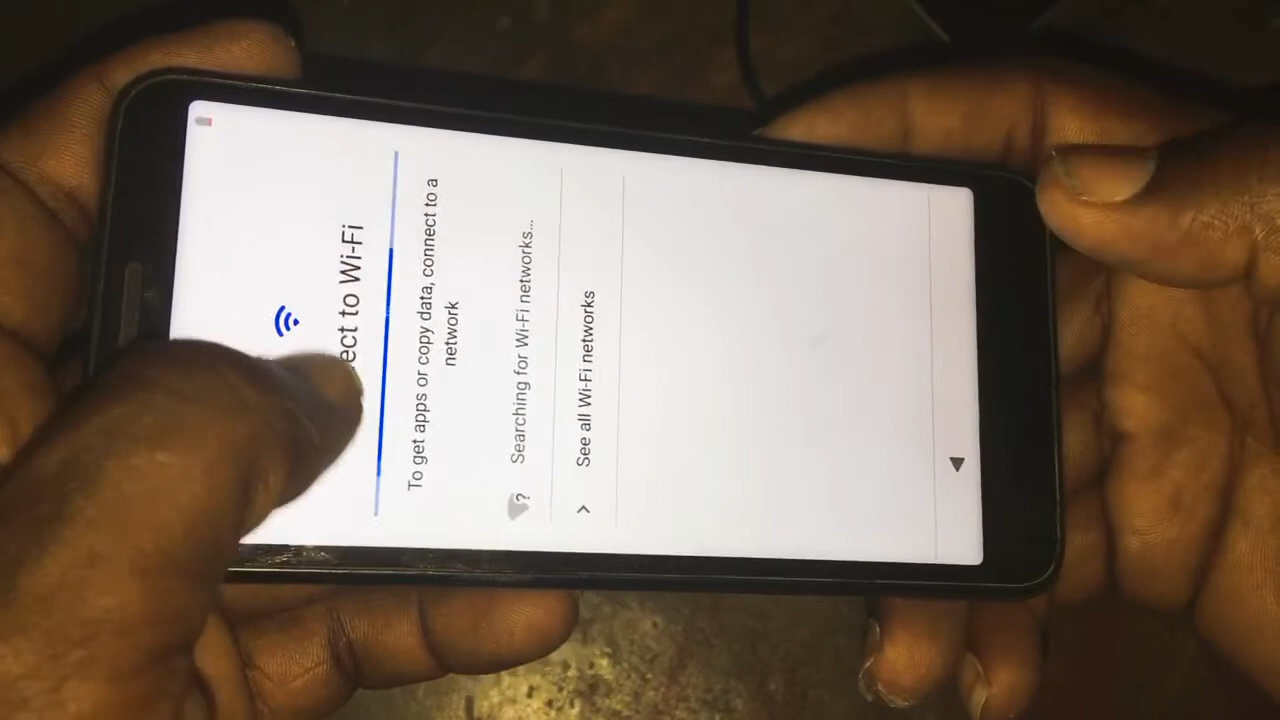 ect to Wi-Fi
To get apps or copy data, connect to a
network
Searching for Wi-Fi networks...
See all Wi-Fi networks